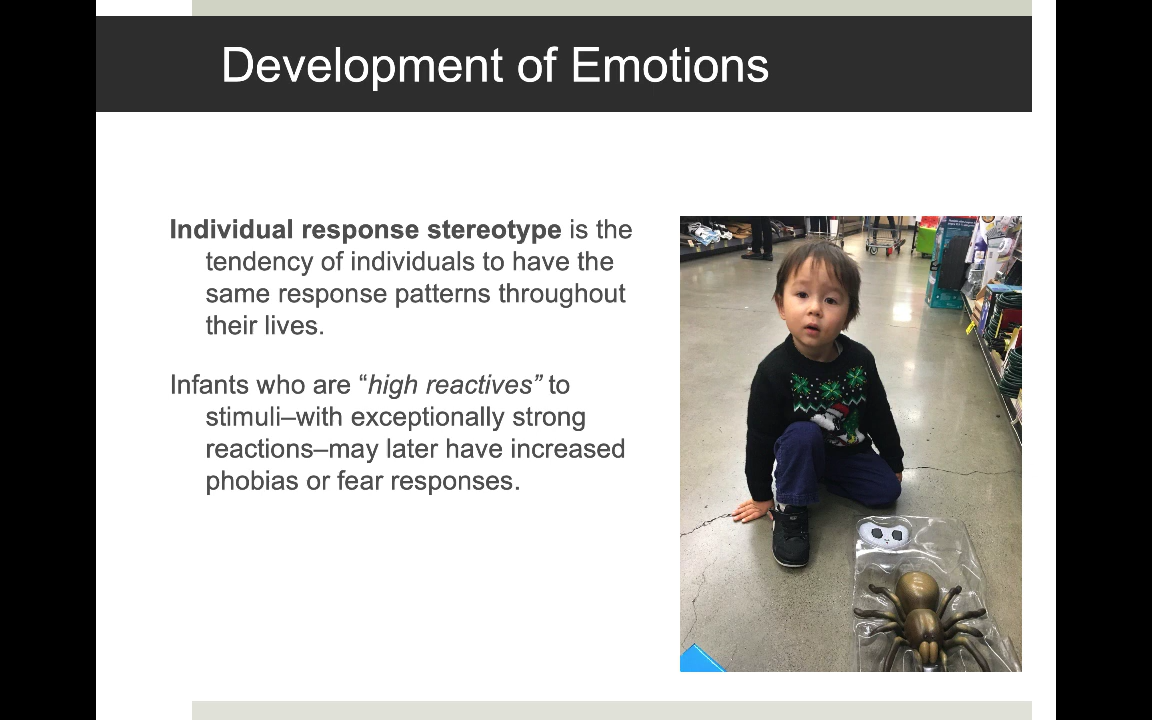 Development of Emotions
Individual response stereotype is the
tendency of individuals to have the
same response patterns throughout
their lives.
Infants who are “high reactives” to
stimuli–with exceptionally strong
reactions–may later have increased
phobias or fear responses.